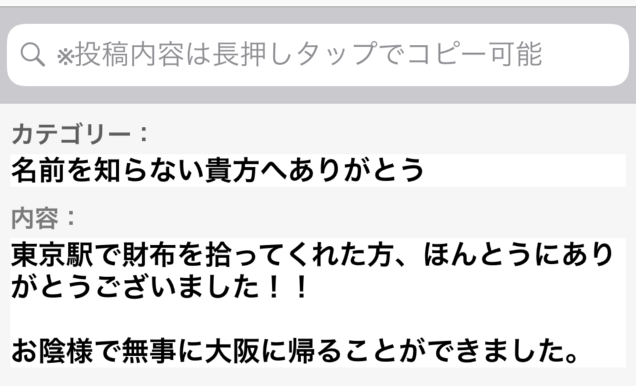 ※投稿内容は長押しタップでコピー可能
カテゴリー：
名前を知らない貴方へありがとう
内容：
東京駅で財布を拾ってくれた方、ほんとうにあり
がとうございました！！
お陰様で無事に大阪に帰ることができました。